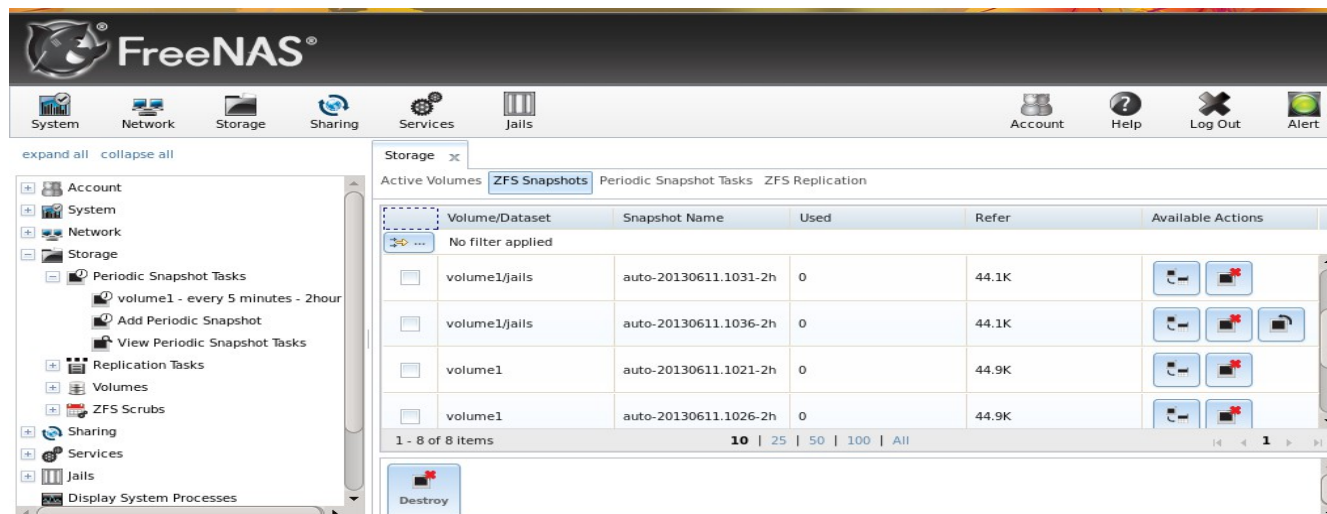 FreeNAS®
System Network Storage Sharing Services Jails Account Help Log Out Alert
expand all collapse all
Account
System
Network
Storage
Periodic Snapshot Tasks
volume1 - every 5 minutes - 2hour
Add Periodic Snapshot
View Periodic Snapshot Tasks
Replication Tasks
Volumes
ZFS Scrubs
Sharing
Services
Jails
Display System Processes
Storage x
Active Volumes ZFS Snapshots Periodic Snapshot Tasks ZFS Replication
Volume/Dataset Snapshot Name Used Refer Available Actions
... No filter applied
volume1/jails auto-20130611.1031-2h 0 44.1K
volume1/jails auto-20130611.1036-2h 0 44.1K
volume1 auto-20130611.1021-2h 0 44.9K
volume1 auto-20130611.1026-2h 0 44.9K
1 - 8 of 8 items 10 | 25 | 50 | 100 | All 1
Destroy